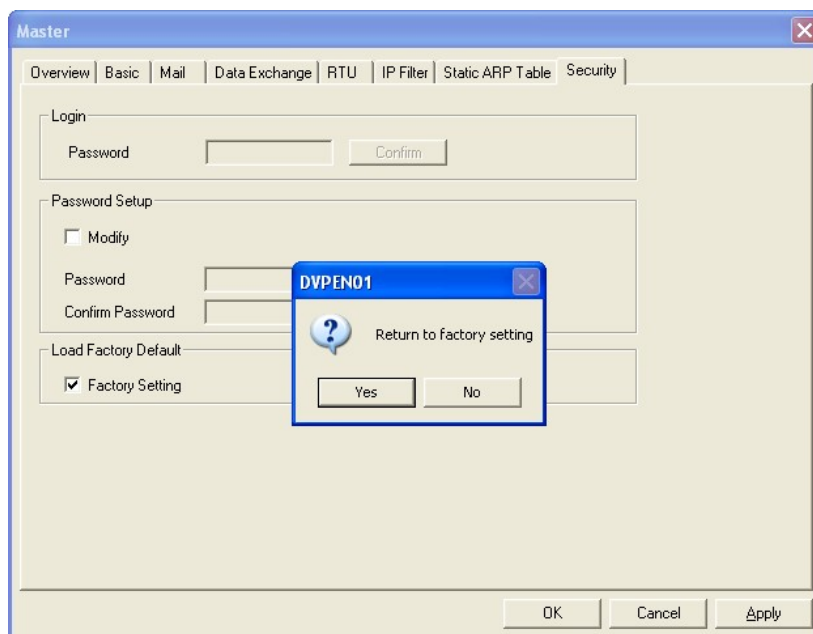 Master
Overview Basic Mail Data Exchange RTU IP Filter Static ARP Table Security
Login
Password Confirm
Password Setup
Modify
Password
Confirm Password
Load Factory Default
Factory Setting
DVPEN01
Return to factory setting
Yes No
OK Cancel Apply